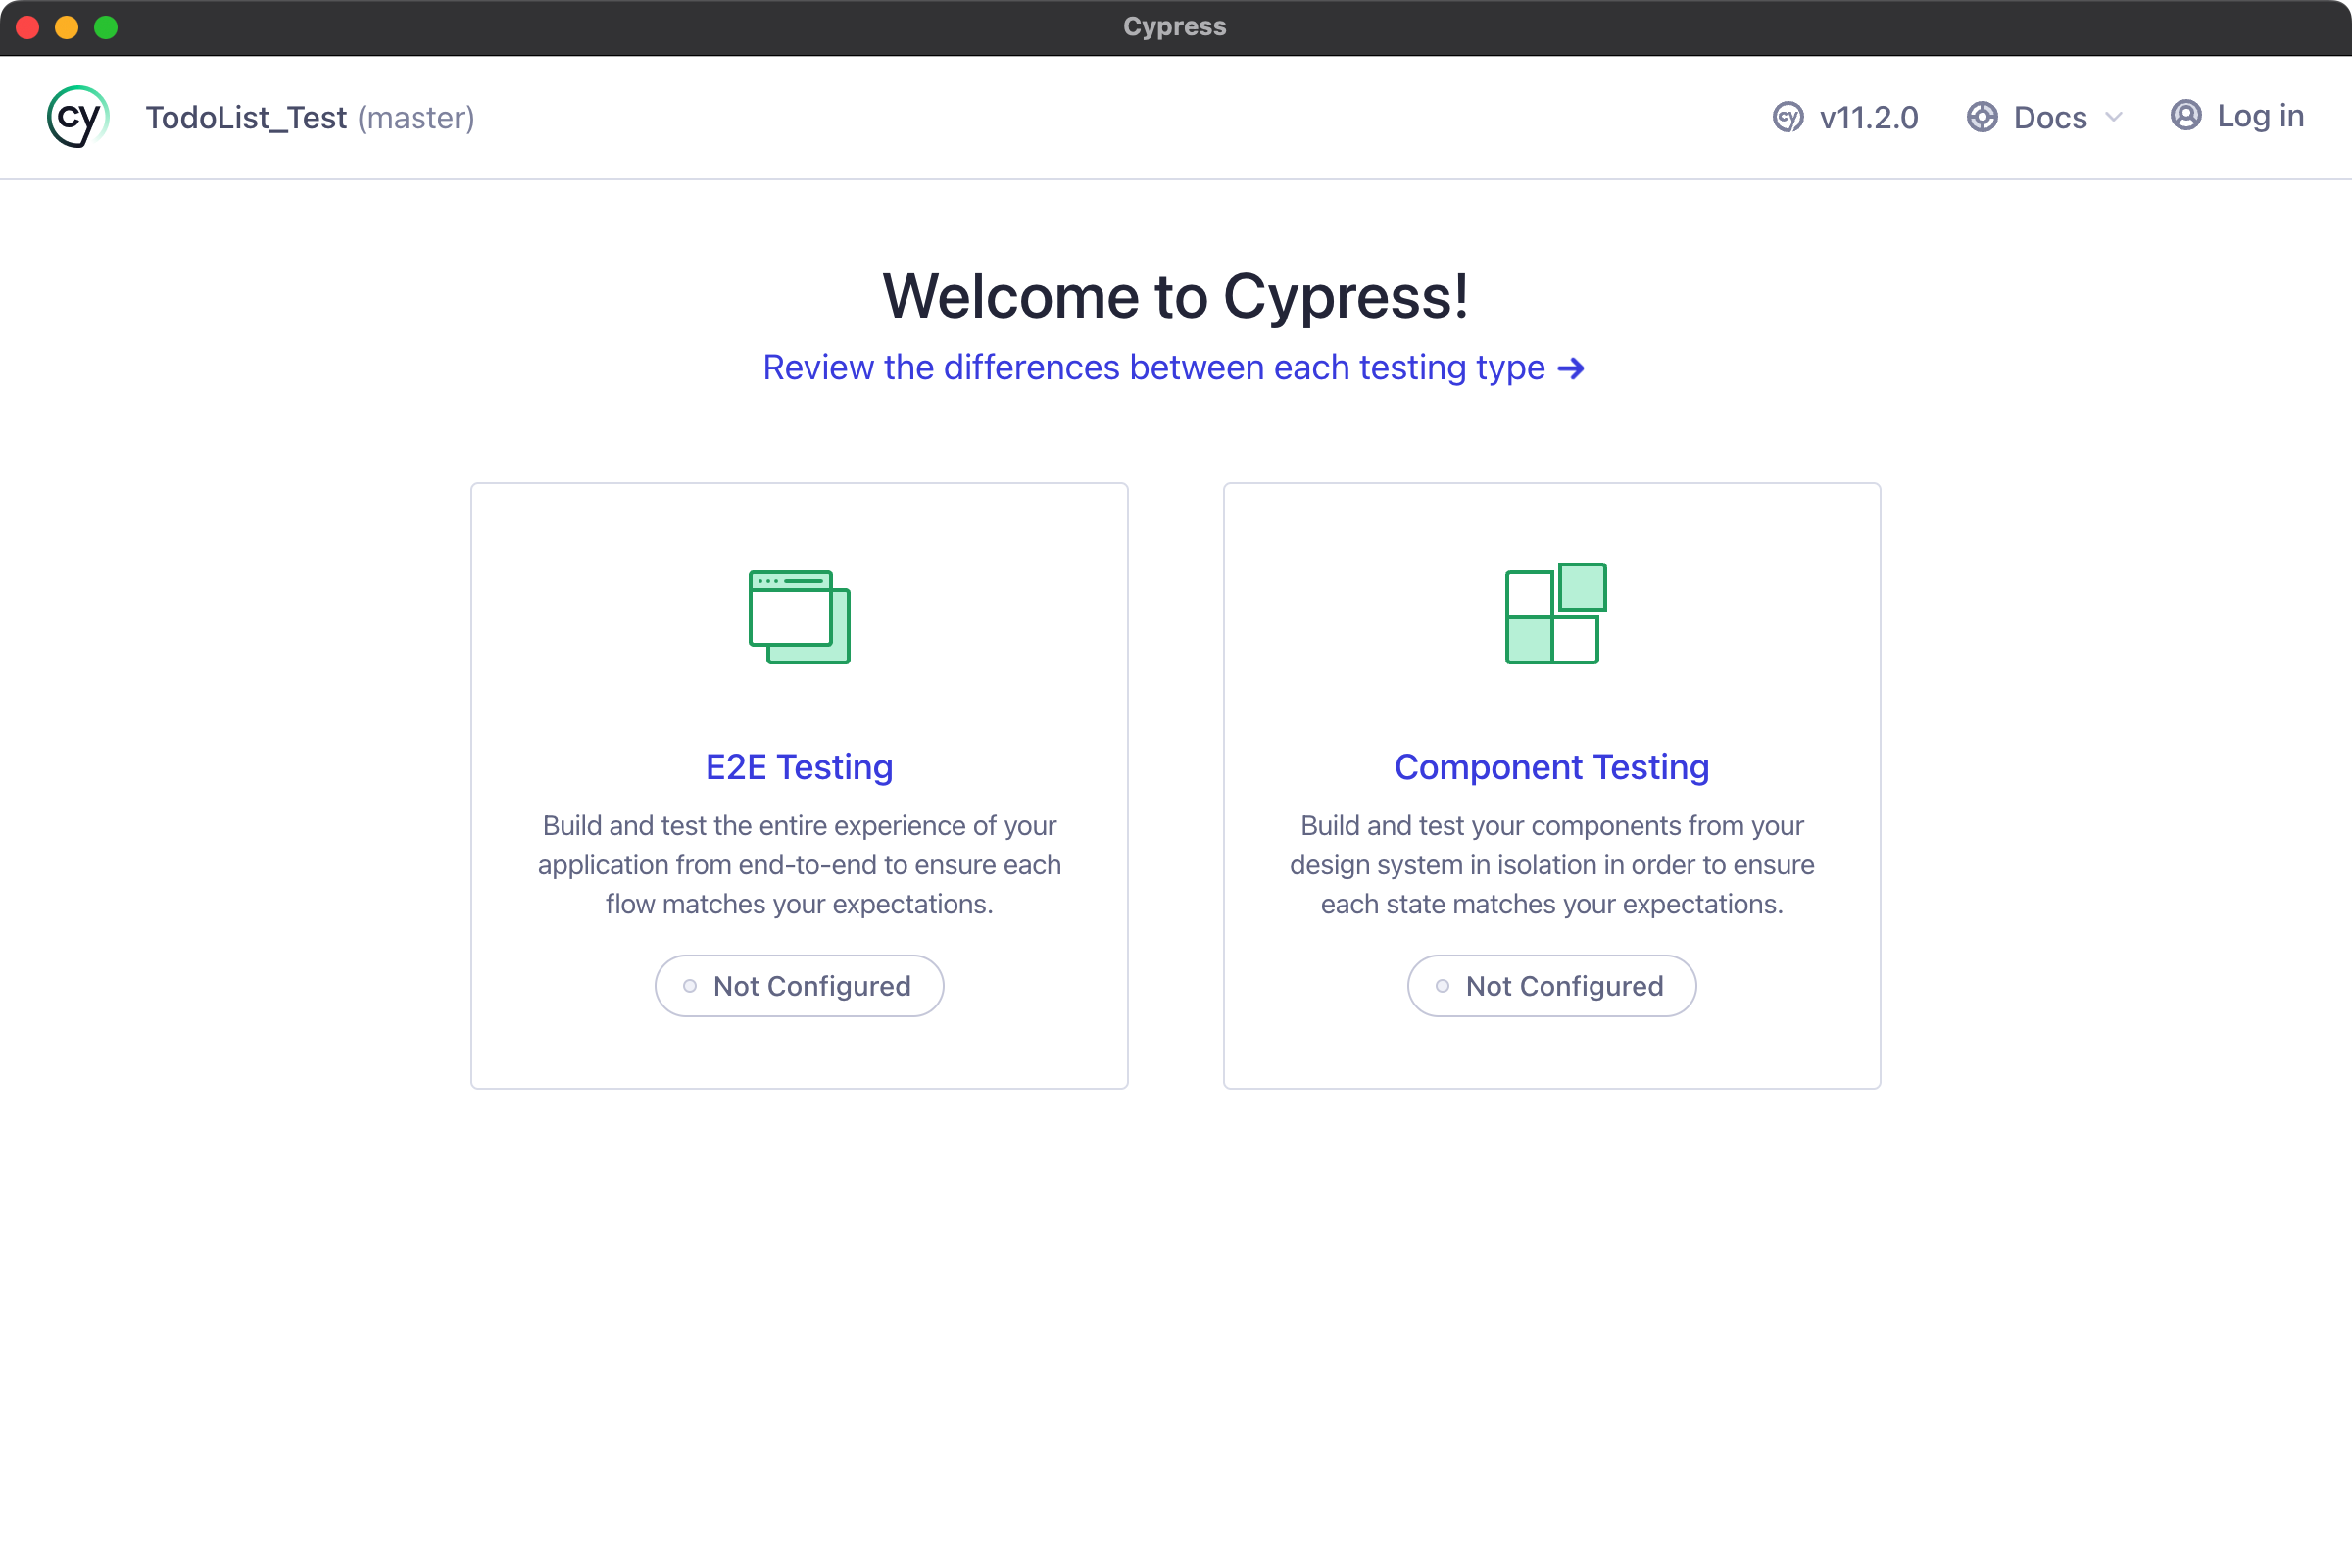 Cypress
cy
TodoList_Test (master)
cy
v11.2.0
Docs
Log in
Welcome to Cypress!
Review the differences between each testing type →
E2E Testing
Build and test the entire experience of your
application from end-to-end to ensure each
flow matches your expectations.
Not Configured
Component Testing
Build and test your components from your
design system in isolation in order to ensure
each state matches your expectations.
Not Configured